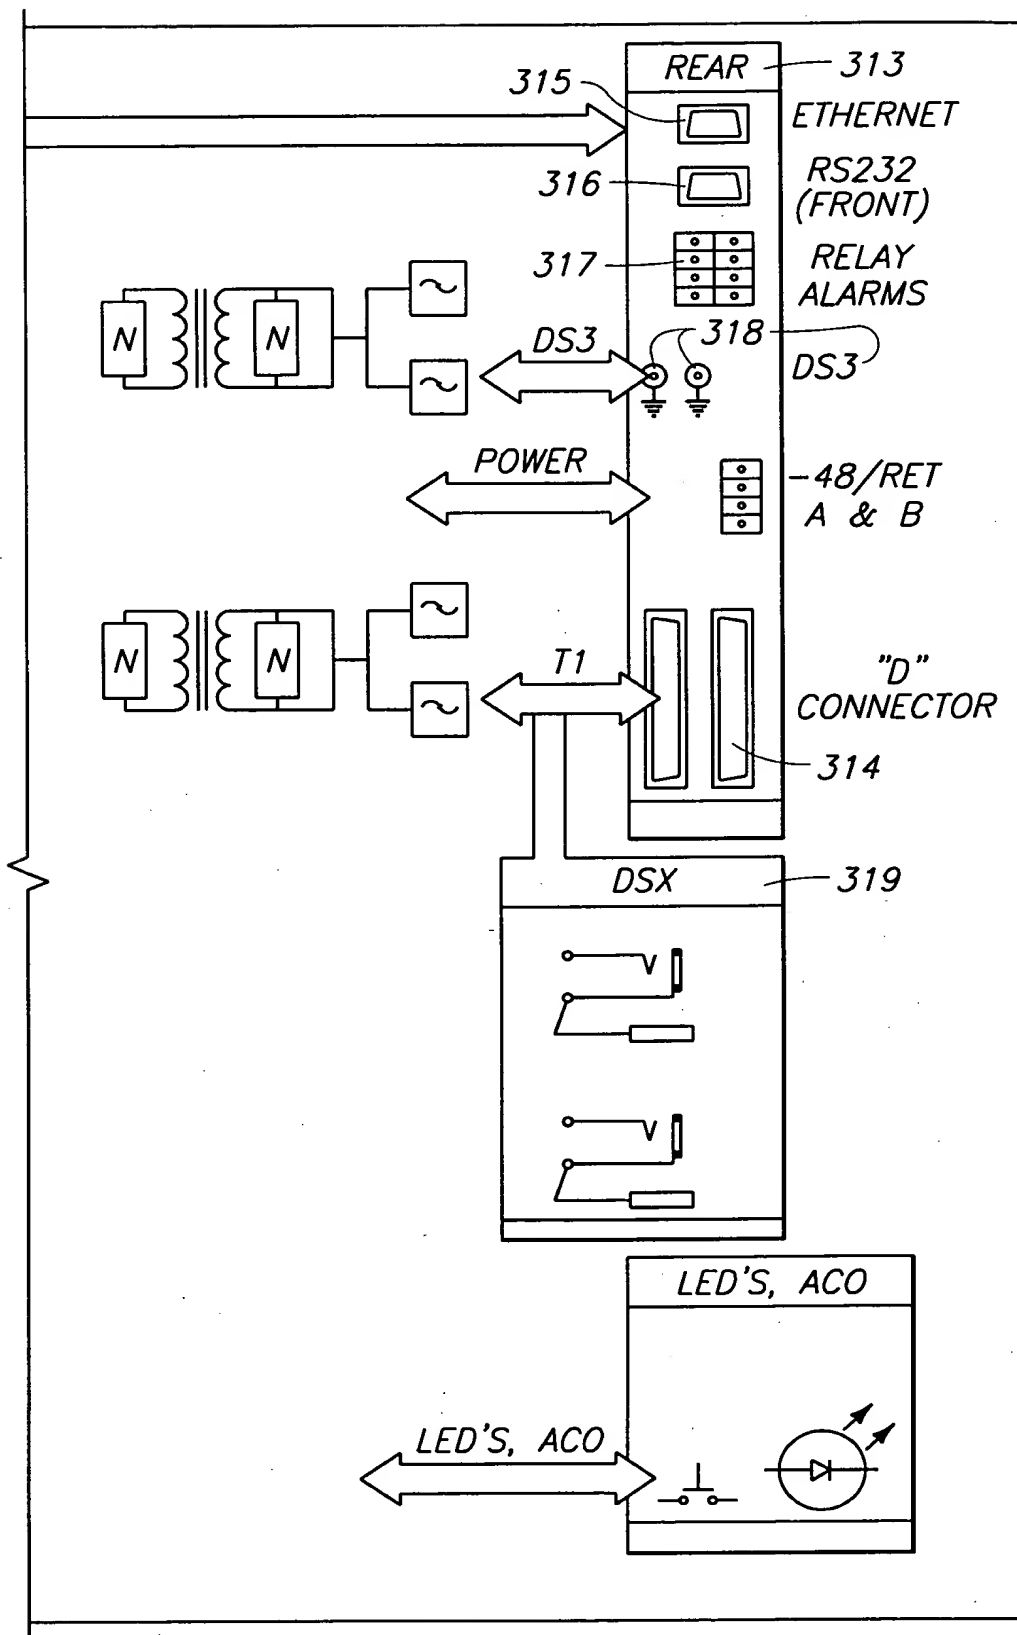 REAR
313
315
ETHERNET
316
RS232
(FRONT)
317
RELAY
ALARMS
N
N
DS3
318
DS3
POWER
-48/RET
A & B
N
N
T1
"D"
CONNECTOR
314
DSX
319
LED'S, ACO
LED'S, ACO